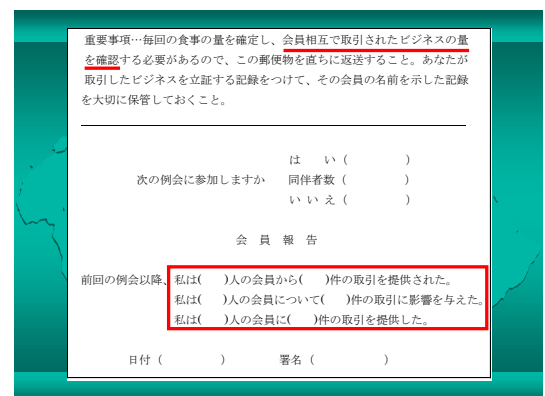 重要事項…毎回の食事の量を確定し、会員相互で取引されたビジネスの量
を確認する必要があるので、この郵便物を直ちに返送すること。あなたが
取引したビジネスを立証する記録をつけて、その会員の名前を示した記録
を大切に保管しておくこと。
は　い（　　　　）
次の例会に参加しますか　同伴者数（　　　　）
いいえ（　　　　）
会　員　報　告
前回の例会以降、私は(　　)人の会員から(　　)件の取引を提供された。
私は(　　)人の会員について(　　)件の取引に影響を与えた。
私は(　　)人の会員に(　　)件の取引を提供した。
日付（　　　　）　　署名（　　　　）